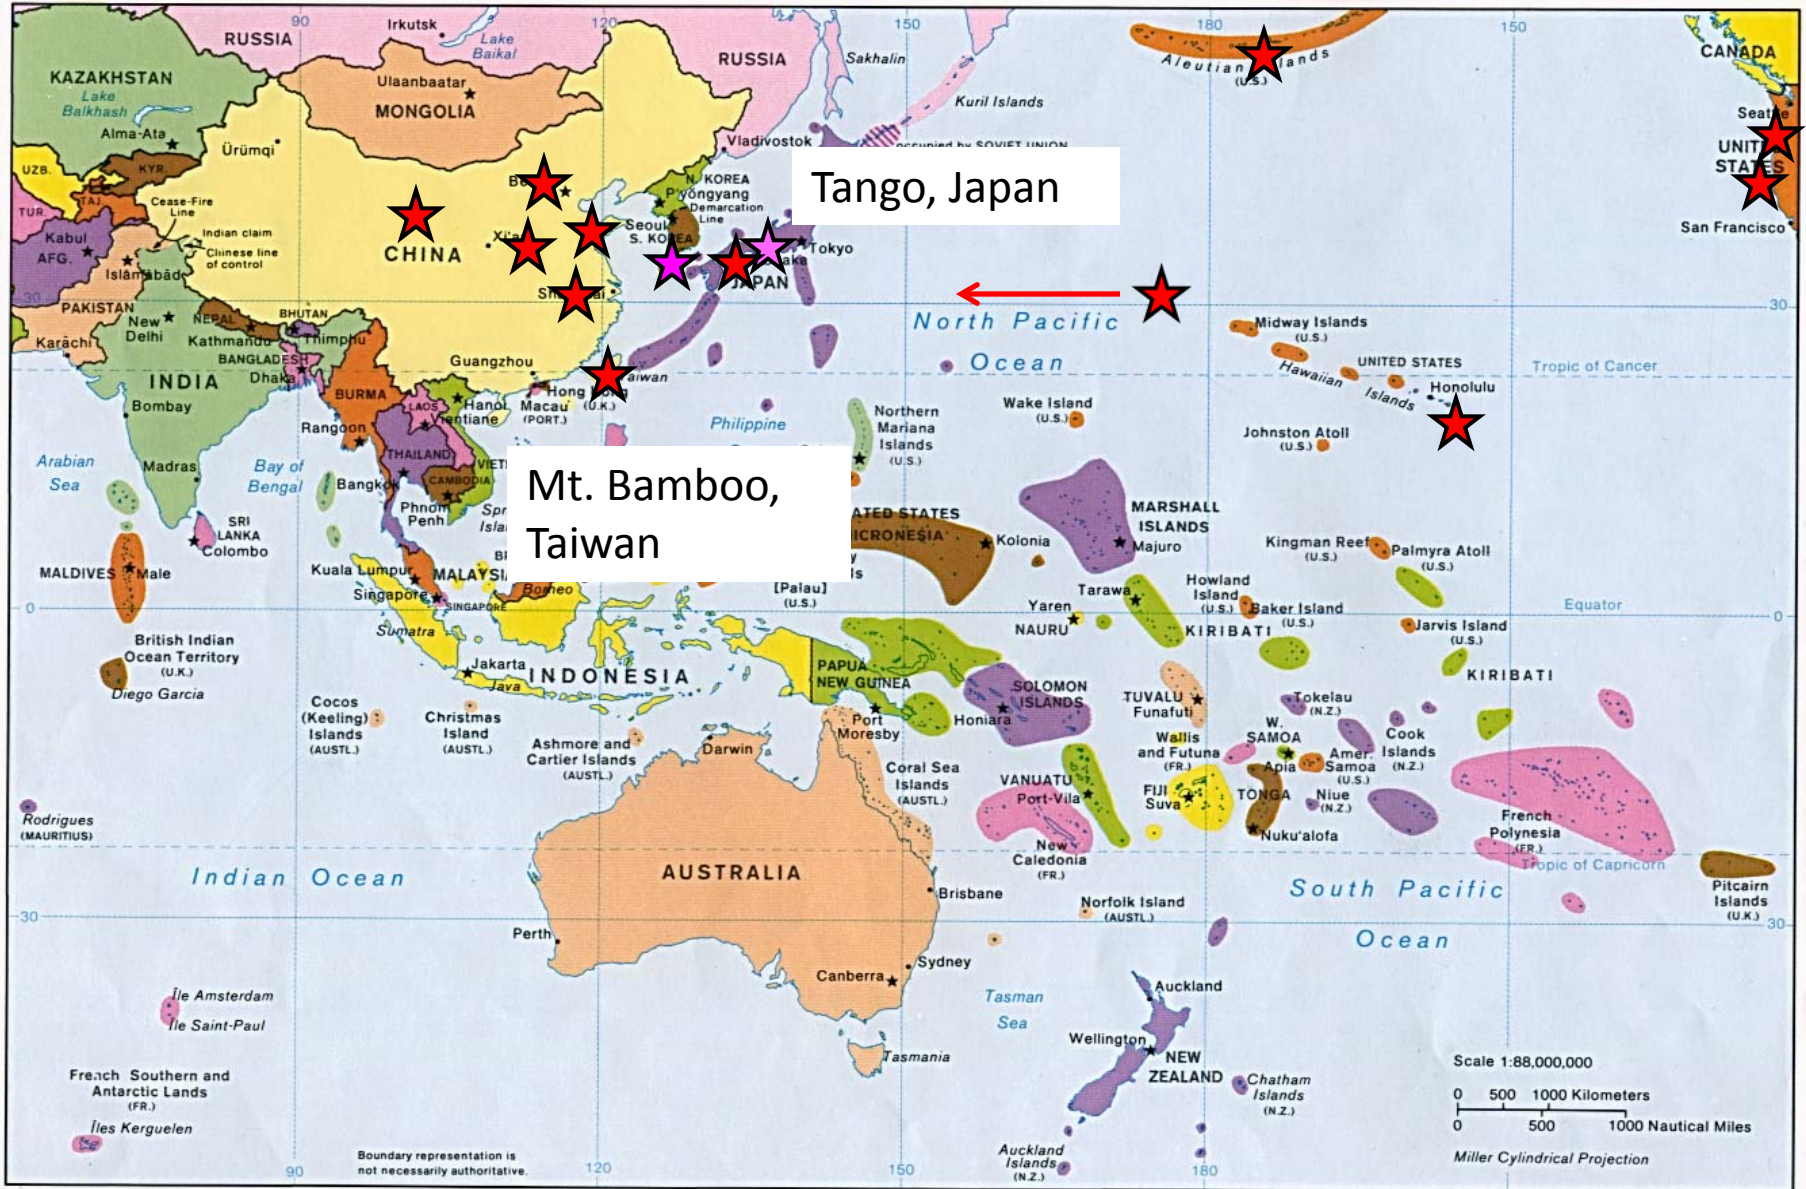 90
120
150
180
150
Irkutsk
Lake
Baikal
RUSSIA
RUSSIA
Sakhalin
Kuril Islands
Aleutian
lands
(U.S.)
CANADA
KAZAKHSTAN
Lake
Balkhash
Alma-Ata
Ulaanbaatar
MONGOLIA
Ürümqi
Vladivostok
occupied by SOVIET UNION
UZB.
KYR.
TAJ.
TUR.
Cease-Fire
Line
Indian claim
Chinese line
of control
Kabul
AFG.
Islāmābād
PAKISTAN
Karāchi
New
Delhi
NEPAL
Kathmandu
BHUTAN
Thimphu
BANGLADESH
Dhaka
INDIA
Bombay
Madras
CHINA
N. KOREA
P'yŏngyang
Demarcation
Line
Seoul
S. KOREA
JAPAN
Tokyo
Tango, Japan
UNITED
STATES
San Francisco
30
30
North Pacific
Ocean
Midway Islands
(U.S.)
UNITED STATES
Hawaiian
Islands
Honolulu
Tropic of Cancer
Guangzhou
Hong Kong
(U.K.)
Macau
(PORT.)
aiwan
BURMA
LAOS
Hanoi
Vientiane
Rangoon
THAILAND
Bangkok
CAMBODIA
Phnom
Penh
Philippine
Northern
Mariana
Islands
(U.S.)
Wake Island
(U.S.)
Johnston Atoll
(U.S.)
Arabian
Sea
Bay of
Bengal
SRI
LANKA
Colombo
MALDIVES
Male
Mt. Bamboo,
Taiwan
ATED STATES
MICRONESIA
Kolonia
[Palau]
(U.S.)
MARSHALL
ISLANDS
Majuro
Kingman Reef
(U.S.)
Palmyra Atoll
(U.S.)
Kuala Lumpur
MALAYSI
Singapore
SINGAPORE
Borneo
Sumatra
Tarawa
Howland
Island
(U.S.)
Baker Island
(U.S.)
Yaren
NAURU
KIRIBATI
Jarvis Island
(U.S.)
KIRIBATI
Equator
0
0
British Indian
Ocean Territory
(U.K.)
Diego Garcia
Jakarta
Java
INDONESIA
PAPUA
NEW GUINEA
Port
Moresby
SOLOMON
ISLANDS
Honiara
TUVALU
Funafuti
Tokelau
(N.Z.)
Cocos
(Keeling)
Islands
(AUSTL.)
Christmas
Island
(AUSTL.)
Ashmore and
Cartier Islands
(AUSTL.)
Darwin
Coral Sea
Islands
(AUSTL.)
VANUATU
Port-Vila
Wallis
and Futuna
(FR.)
W.
SAMOA
Apia
Amer.
Samoa
(U.S.)
Cook
Islands
(N.Z.)
FIJI
Suva
TONGA
Niue
(N.Z.)
Nuku'alofa
French
Polynesia
(FR.)
New
Caledonia
(FR.)
Tropic of Capricorn
Pitcairn
Islands
(U.K.)
Rodrigues
(MAURITIUS)
Indian Ocean
AUSTRALIA
Brisbane
Norfolk Island
(AUSTL.)
South Pacific
Ocean
30
30
Perth
Canberra
Sydney
Tasmania
Tasman
Sea
Auckland
Wellington
NEW
ZEALAND
Chatham
Islands
(N.Z.)
Auckland
Islands
(N.Z.)
Île Amsterdam
Île Saint-Paul
French Southern and
Antarctic Lands
(FR.)
Îles Kerguelen
Boundary representation is
not necessarily authoritative.
Scale 1:88,000,000
0 500 1000 Kilometers
0 500 1000 Nautical Miles
Miller Cylindrical Projection
90
120
150
180